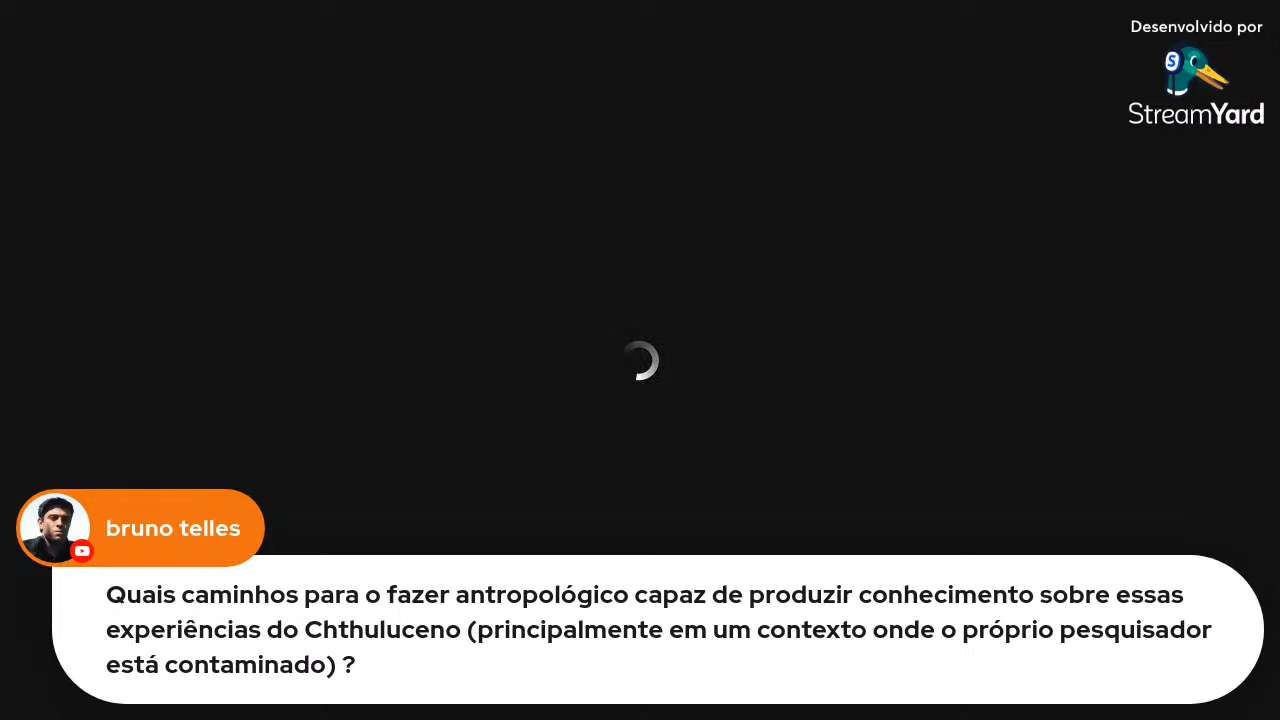 Desenvolvido por
S
StreamYard
bruno telles
Quais caminhos para o fazer antropológico capaz de produzir conhecimento sobre essas
experiências do Chthuluceno (principalmente em um contexto onde o próprio pesquisador
está contaminado) ?